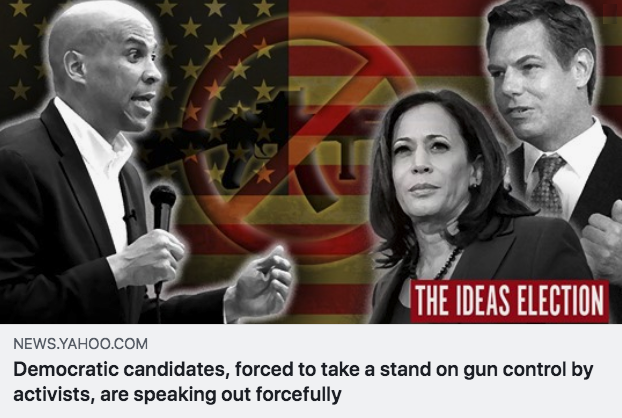 THE IDEAS ELECTION
NEWS.YAHOO.COM
Democratic candidates, forced to take a stand on gun control by
activists, are speaking out forcefully